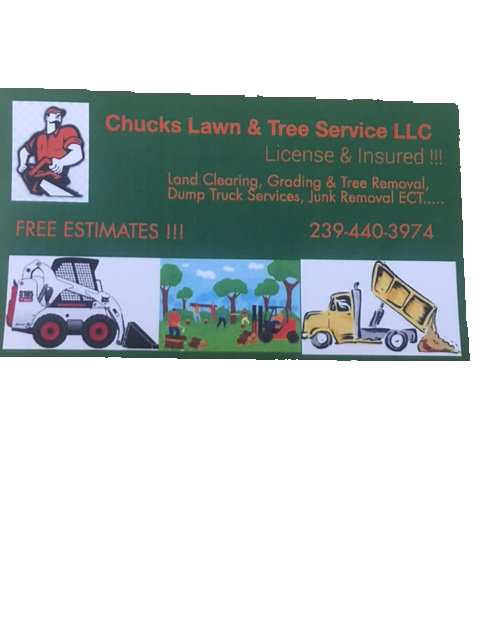 Chucks Lawn & Tree Service LLC
License & Insured !!!
Land Clearing, Grading & Tree Removal,
Dump Truck Services, Junk Removal ECT.....
FREE ESTIMATES !!!
239-440-3974
S185